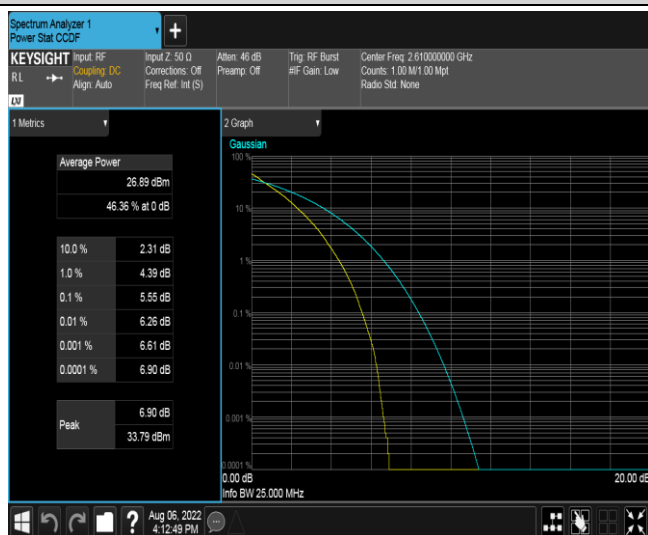 Spectrum Analyzer 1
Power Stat CCDF
+
KEYSIGHT
RL
LXI
Input: RF
Coupling: DC
Align: Auto
Input Z: 50 Ω
Corrections: Off
Freq Ref: Int (S)
Atten: 46 dB
Preamp: Off
Trig: RF Burst
#IF Gain: Low
Center Freq: 2.610000000 GHz
Counts: 1.00 M/1.00 Mpt
Radio Std: None
1 Metrics
Average Power
26.89 dBm
46.36 % at 0 dB
10.0 % 2.31 dB
1.0 % 4.39 dB
0.1 % 5.55 dB
0.01 % 6.26 dB
0.001 % 6.61 dB
0.0001 % 6.90 dB
Peak
6.90 dB
33.79 dBm
2 Graph
Gaussian
100 %
10 %
1 %
0.1 %
0.01 %
0.001 %
0.0001 %
0.00 dB
20.00 dB
Info BW 25.000 MHz
?
Aug 06, 2022
4:12:49 PM